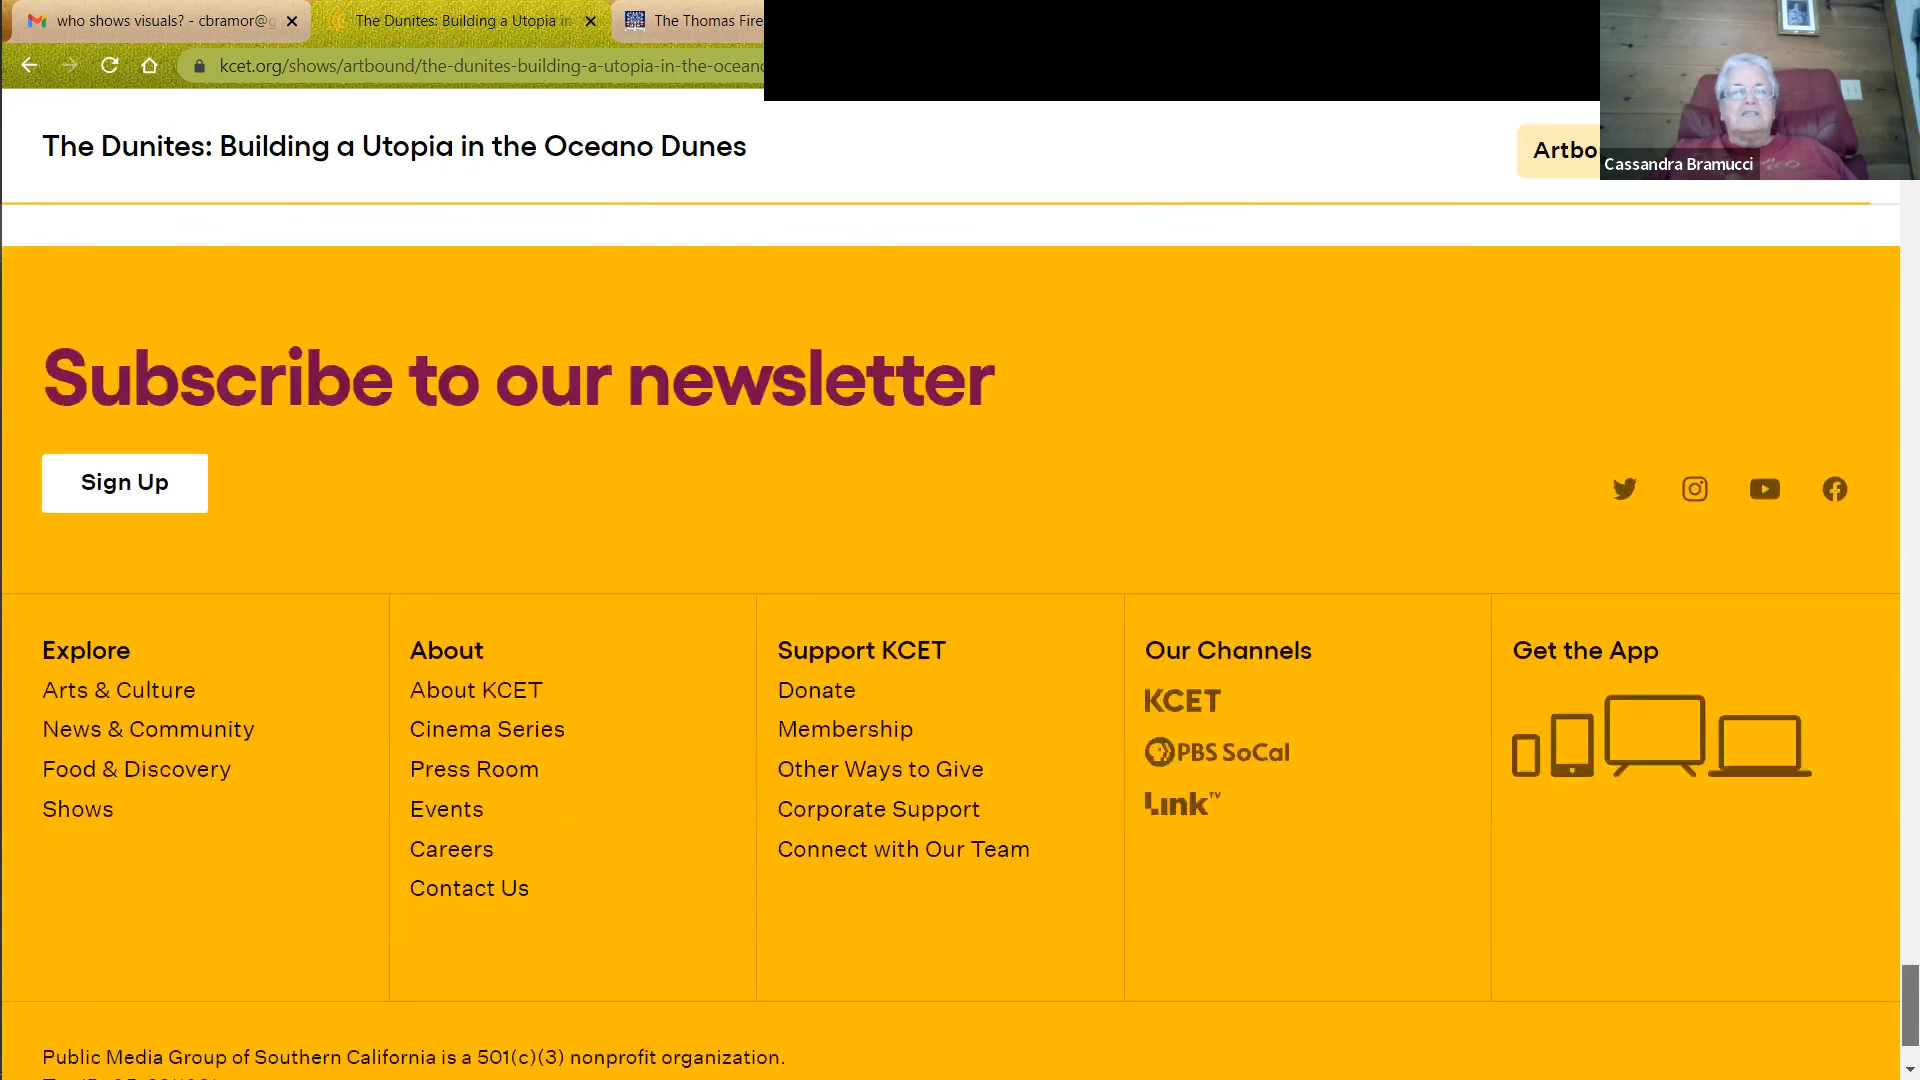 who shows visuals? - cbramor@g
The Dunites: Building a Utopia in
The Thomas Fire
kcet.org/shows/artbound/the-dunites-building-a-utopia-in-the-oceano
The Dunites: Building a Utopia in the Oceano Dunes
Artbo
Cassandra Bramucci
Subscribe to our newsletter
Sign Up
Explore
Arts & Culture
News & Community
Food & Discovery
Shows
About
About KCET
Cinema Series
Press Room
Events
Careers
Contact Us
Support KCET
Donate
Membership
Other Ways to Give
Corporate Support
Connect with Our Team
Our Channels
KCET
PBS SoCal
Link TV
Get the App
Public Media Group of Southern California is a 501(c)(3) nonprofit organization.